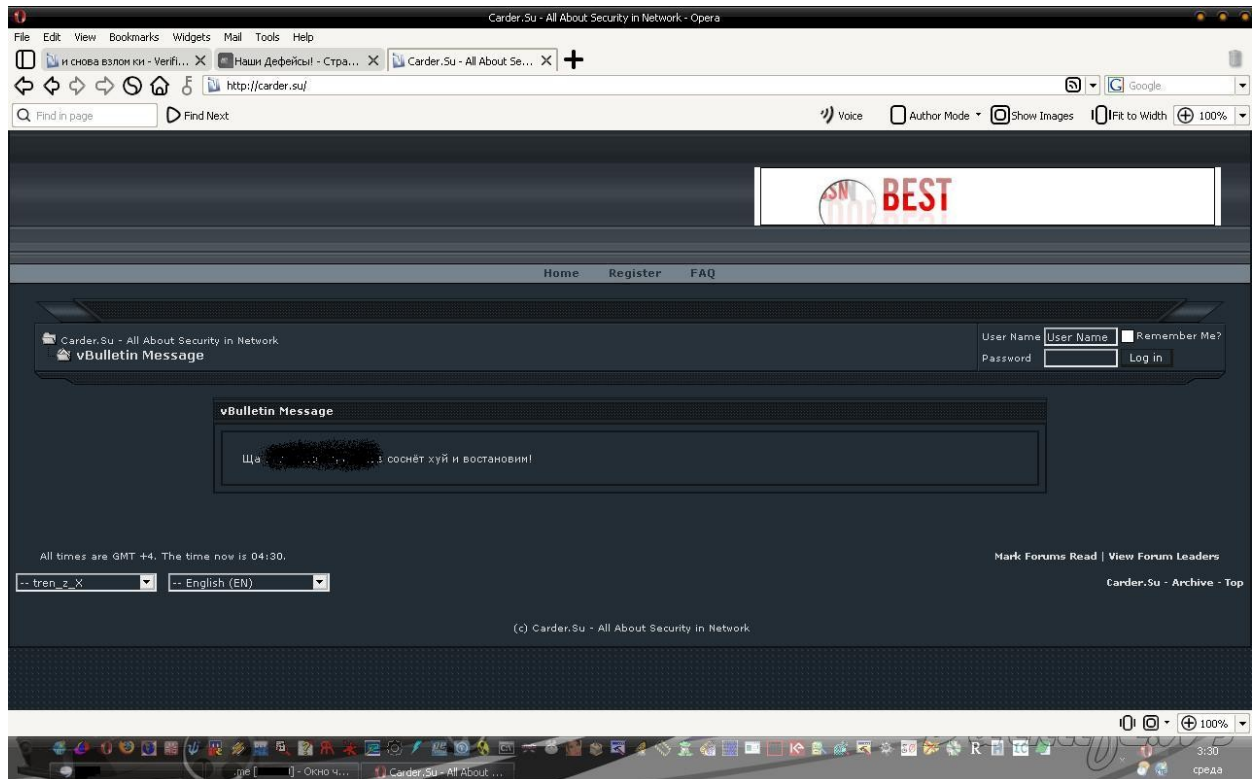 Carder.Su - All About Security in Network - Opera
File Edit View Bookmarks Widgets Mail Tools Help
и снова взлом ки - Verifi... Наши Дефейсы! - Стра... Carder.Su - All About Se...
http://carder.su/ Google
Find in page Find Next Voice Author Mode Show Images Fit to Width 100%
BEST
Home Register FAQ
Carder.Su - All About Security in Network
vBulletin Message
User Name User Name Remember Me?
Password Log in
vBulletin Message
Ща соснёт хуй и востановим!
All times are GMT +4. The time now is 04:30.
Mark Forums Read | View Forum Leaders
-- tren_z_X -- English (EN)
Carder.Su - Archive - Top
(c) Carder.Su - All About Security in Network
100%
3:30
.me [ ] - Окно ч... Carder.Su - All About ...
среда